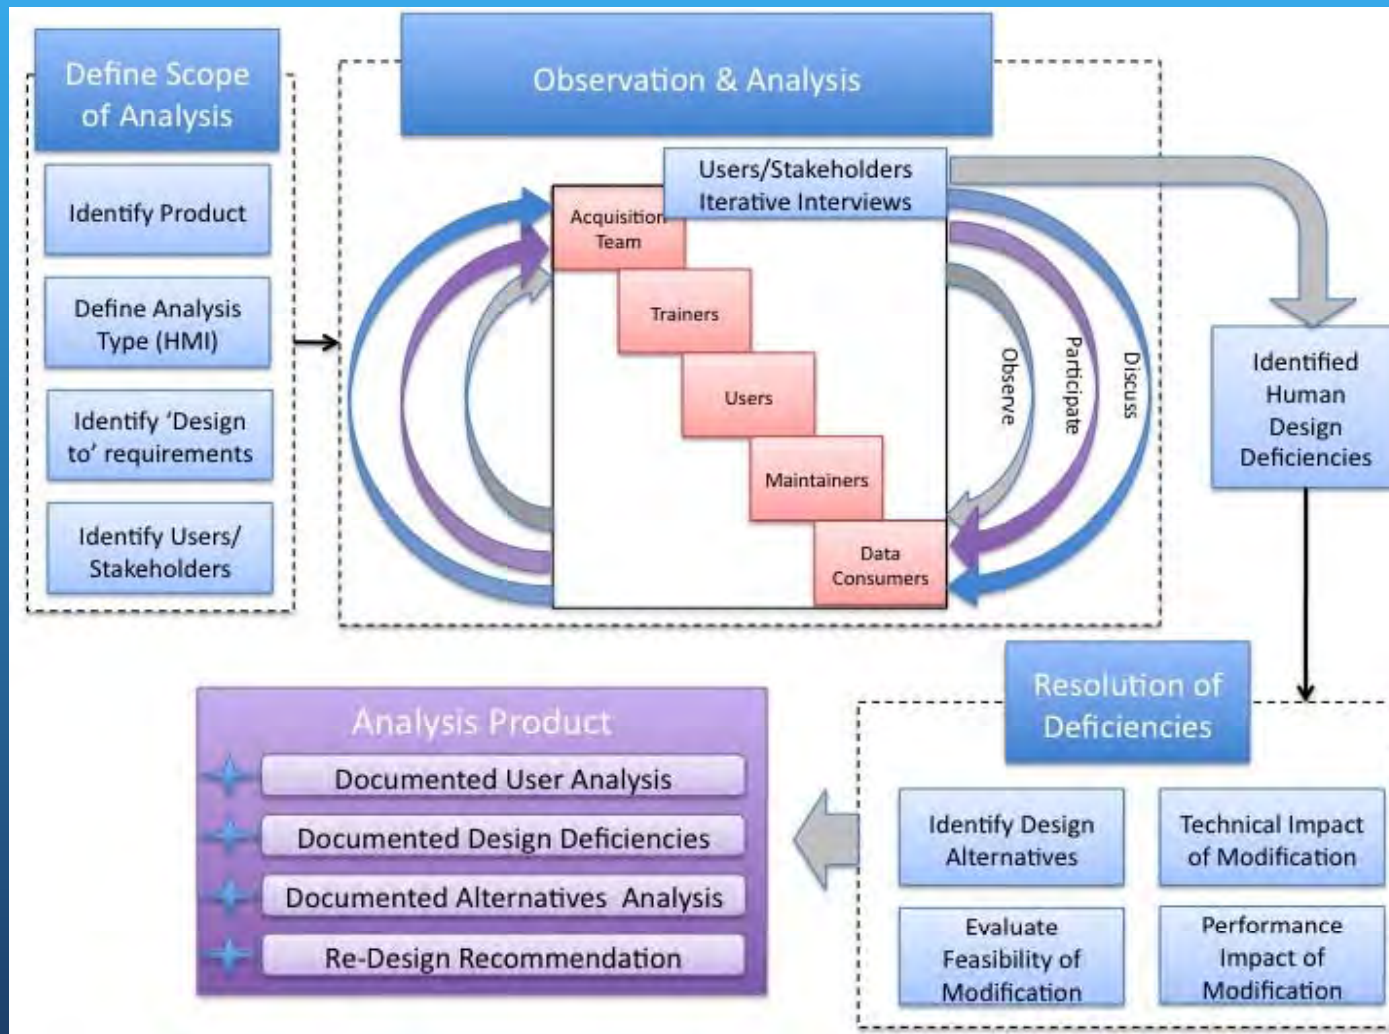 Define Scope
of Analysis
Identify Product
Define Analysis
Type (HMI)
Identify ‘Design
to’ requirements
Identify Users/
Stakeholders
Observation & Analysis
Users/Stakeholders
Iterative Interviews
Acquisition
Team
Trainers
Users
Maintainers
Data
Consumers
Observe
Participate
Discuss
Identified
Human
Design
Deficiencies
Resolution of
Deficiencies
Identify Design
Alternatives
Technical Impact
of Modification
Evaluate
Feasibility of
Modification
Performance
Impact of
Modification
Analysis Product
Documented User Analysis
Documented Design Deficiencies
Documented Alternatives Analysis
Re-Design Recommendation